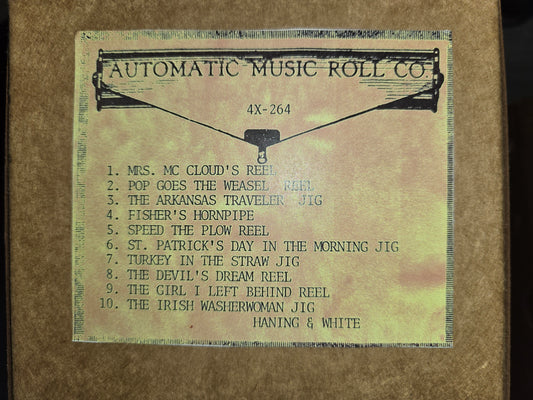 AUTOMATIC MUSIC ROLL CO
4X-264
1. MRS. MC CLOUD'S REEL
2. POP GOES THE WEASEL REEL
3. THE ARKANSAS TRAVELER JIG
4. FISHER'S HORNPIPE
5. SPEED THE PLOW REEL
6. ST. PATRICK'S DAY IN THE MORNING JIG
7. TURKEY IN THE STRAW JIG
8. THE DEVIL'S DREAM REEL
9. THE GIRL I LEFT BEHIND REEL
10. THE IRISH WASHERWOMAN JIG
HANING & WHITE